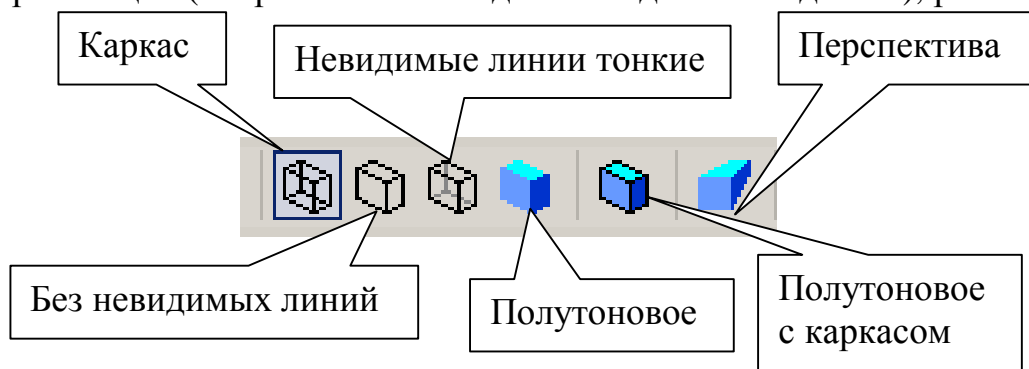 Каркас
Невидимые линии тонкие
Перспектива
Без невидимых линий
Полутоновое
Полутоновое
с каркасом